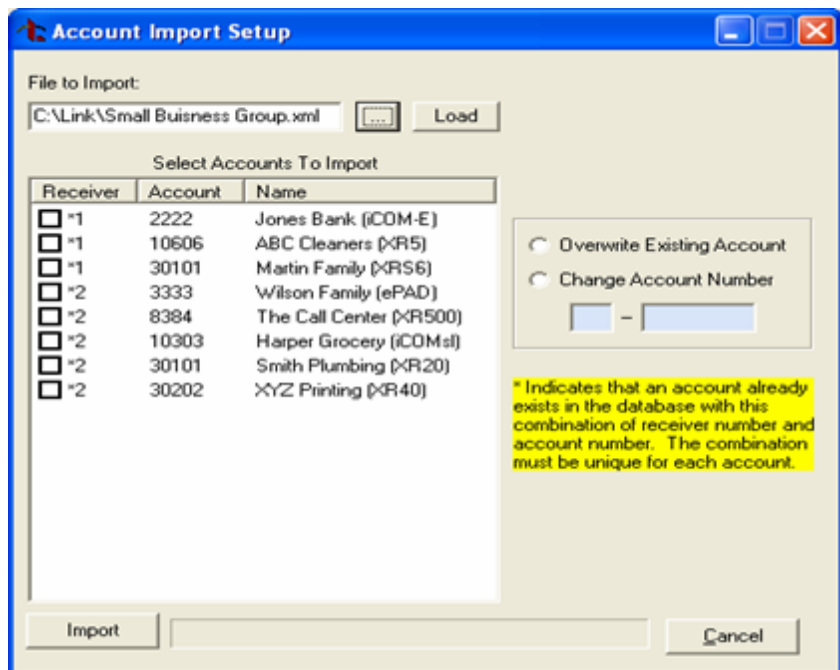 Account Import Setup
File to Import:
C:\Link\Small Buisness Group.xml ... Load
Select Accounts To Import
Receiver Account Name
*1 2222 Jones Bank (iCOM-E)
*1 10606 ABC Cleaners (XR5)
*1 30101 Martin Family (XRS6)
*2 3333 Wilson Family (ePAD)
*2 8384 The Call Center (XR500)
*2 10303 Harper Grocery (iCOMsl)
*2 30101 Smith Plumbing (XR20)
*2 30202 XYZ Printing (XR40)
Overwrite Existing Account
Change Account Number
–
* Indicates that an account already
exists in the database with this
combination of receiver number and
account number. The combination
must be unique for each account.
Import
Cancel